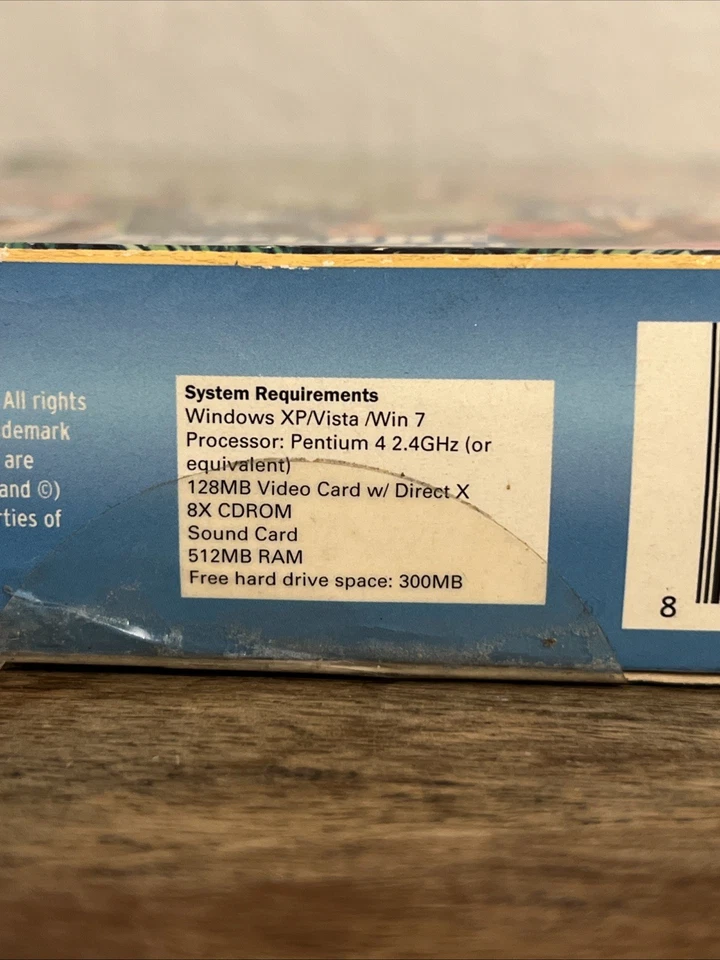 All rights
demark
are
and ©)
ties of
System Requirements
Windows XP/Vista /Win 7
Processor: Pentium 4 2.4GHz (or
equivalent)
128MB Video Card w/ Direct X
8X CDROM
Sound Card
512MB RAM
Free hard drive space: 300MB
8